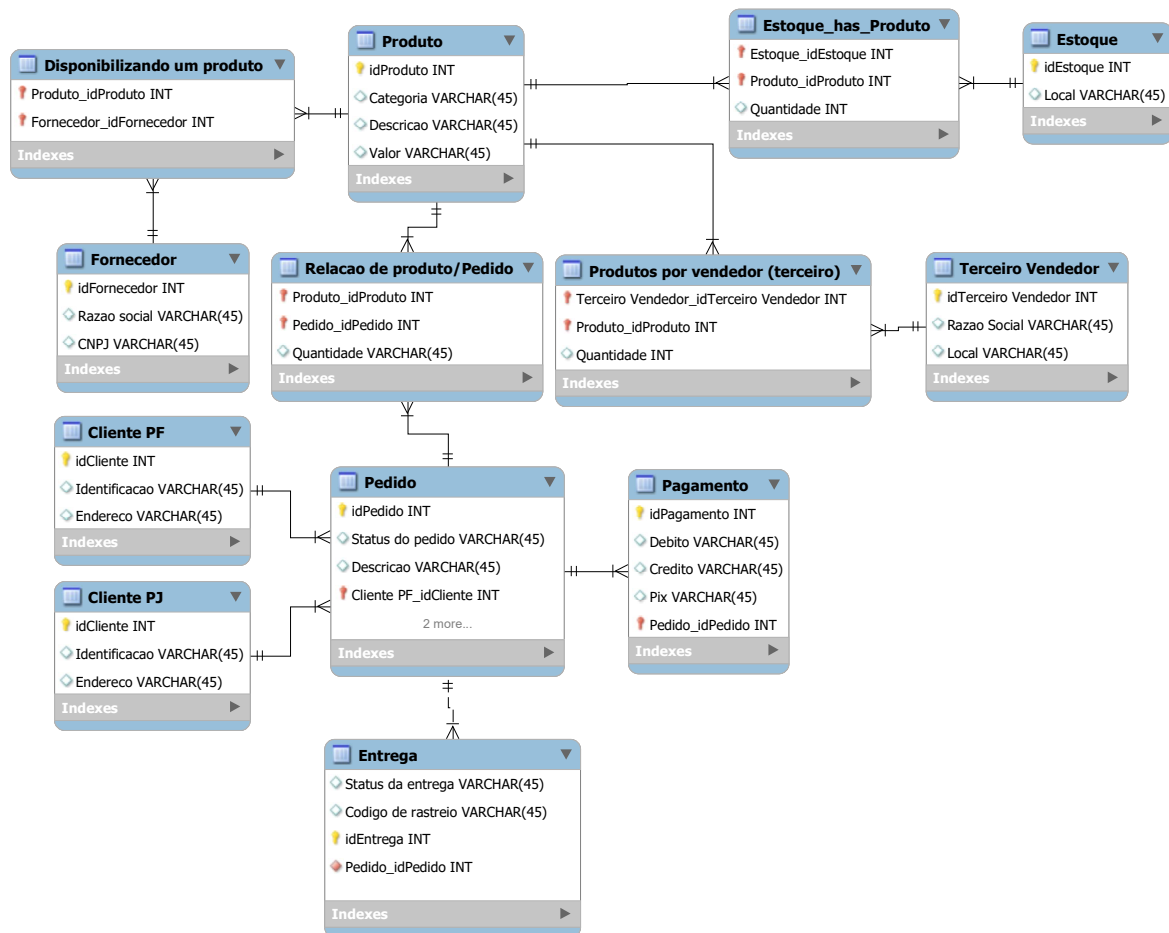 Disponibilizando um produto
Produto_idProduto INT
Fornecedor_idFornecedor INT
Indexes
Produto
idProduto INT
Categoria VARCHAR(45)
Descricao VARCHAR(45)
Valor VARCHAR(45)
Indexes
Estoque_has_Produto
Estoque_idEstoque INT
Produto_idProduto INT
Quantidade INT
Indexes
Estoque
idEstoque INT
Local VARCHAR(45)
Indexes
Fornecedor
idFornecedor INT
Razao social VARCHAR(45)
CNPJ VARCHAR(45)
Indexes
Relacao de produto/Pedido
Produto_idProduto INT
Pedido_idPedido INT
Quantidade VARCHAR(45)
Indexes
Produtos por vendedor (terceiro)
Terceiro Vendedor_idTerceiro Vendedor INT
Produto_idProduto INT
Quantidade INT
Indexes
Terceiro Vendedor
idTerceiro Vendedor INT
Razao Social VARCHAR(45)
Local VARCHAR(45)
Indexes
Cliente PF
idCliente INT
Identificacao VARCHAR(45)
Endereco VARCHAR(45)
Indexes
Pedido
idPedido INT
Status do pedido VARCHAR(45)
Descricao VARCHAR(45)
Cliente PF_idCliente INT
2 more...
Indexes
Pagamento
idPagamento INT
Debito VARCHAR(45)
Credito VARCHAR(45)
Pix VARCHAR(45)
Pedido_idPedido INT
Indexes
Cliente PJ
idCliente INT
Identificacao VARCHAR(45)
Endereco VARCHAR(45)
Indexes
Entrega
Status da entrega VARCHAR(45)
Codigo de rastreio VARCHAR(45)
idEntrega INT
Pedido_idPedido INT
Indexes